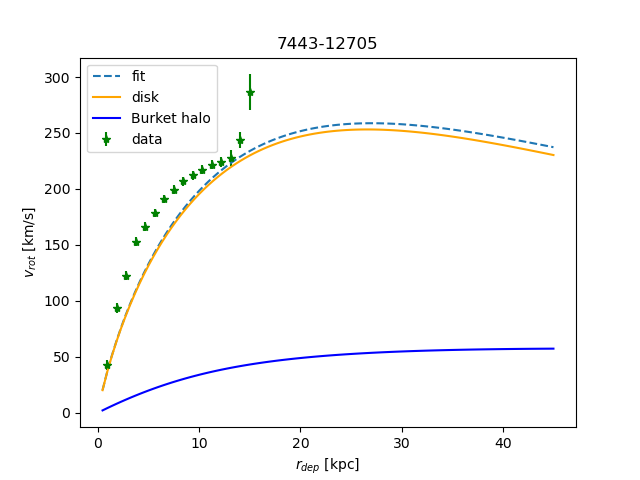 7443-12705
fit
disk
Burket halo
data
300
250
200
150
100
50
0
v_rot [km/s]
0 10 20 30 40
r_dep [kpc]